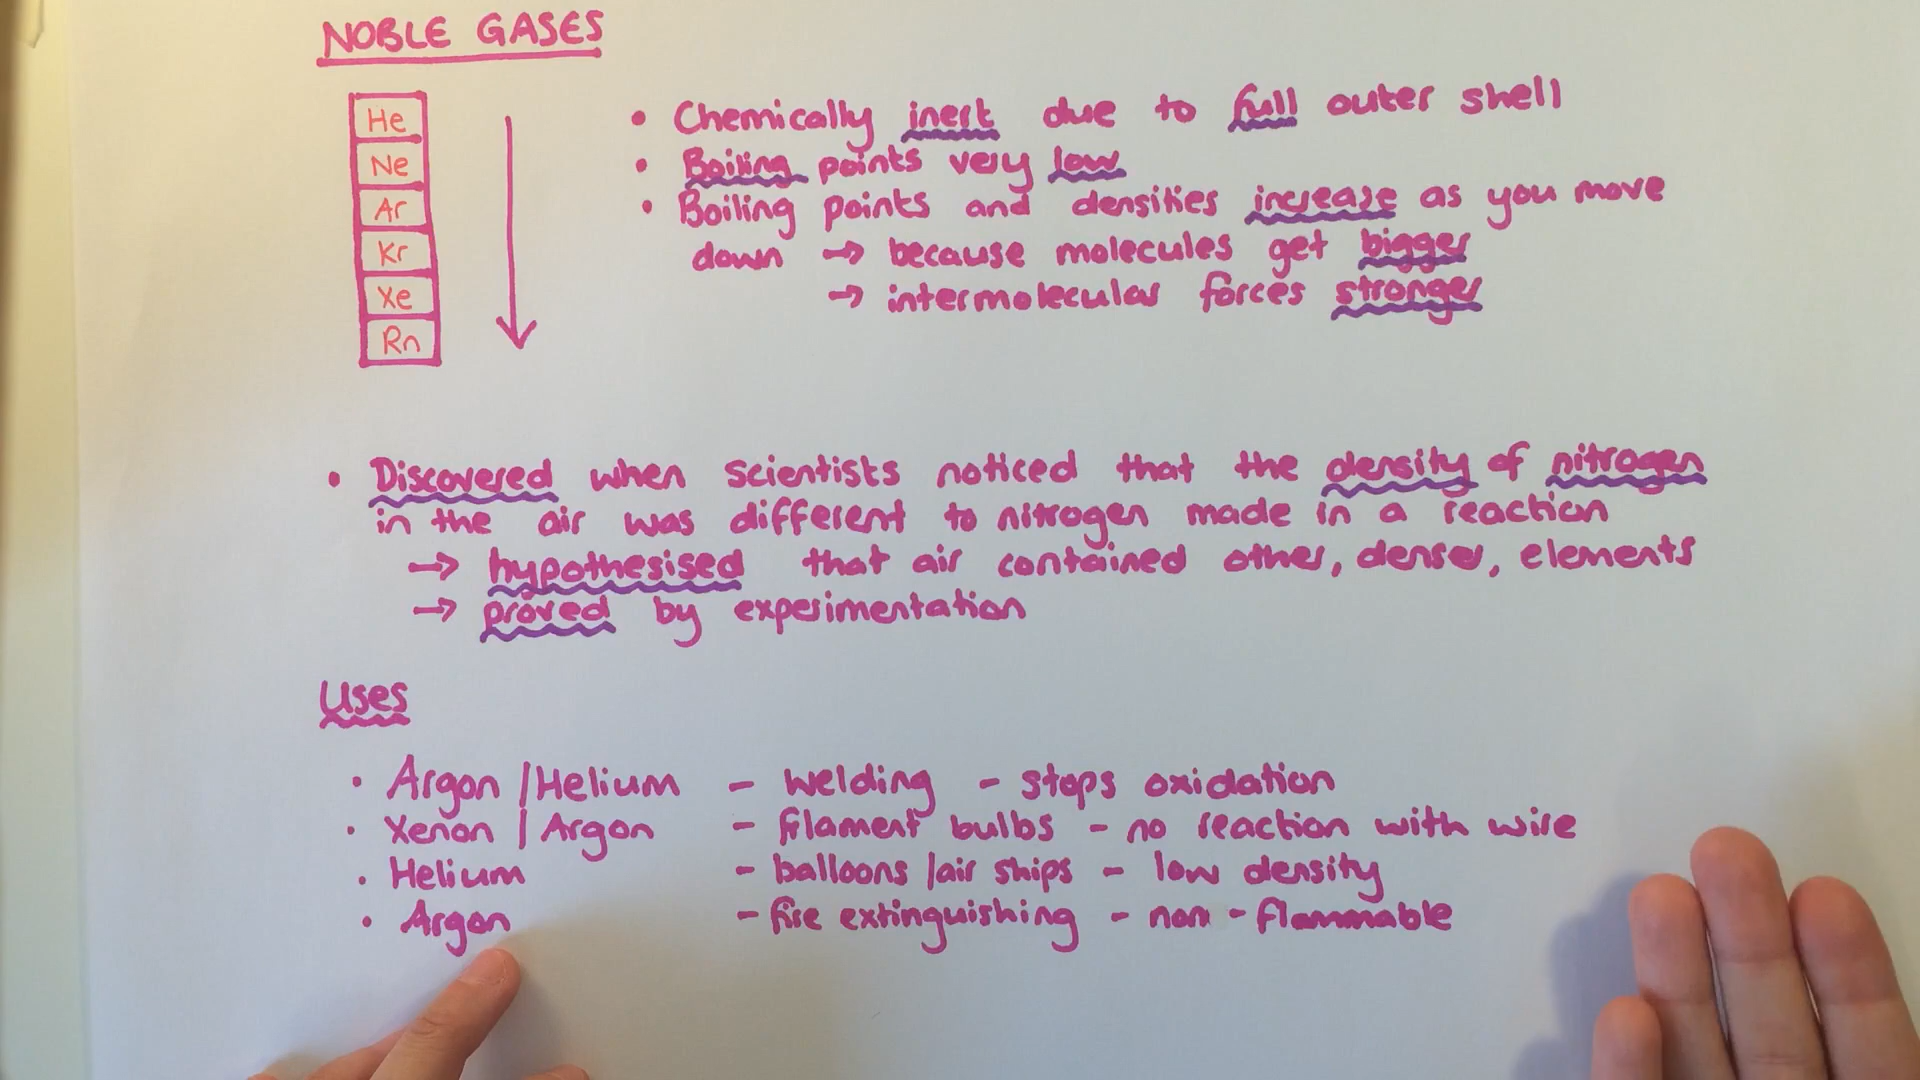 NOBLE GASES
He
Ne
Ar
Kr
Xe
Rn
• Chemically inert due to full outer shell
• Boiling points very low
• Boiling points and densities increase as you move
down → because molecules get bigger
→ intermolecular forces stronger
• Discovered when scientists noticed that the density of nitrogen
in the air was different to nitrogen made in a reaction
→ hypothesised that air contained other, denser, elements
→ proved by experimentation
Uses
• Argon / Helium - welding - stops oxidation
• Xenon / Argon - filament bulbs - no reaction with wire
• Helium - balloons / air ships - low density
• Argon - fire extinguishing - non-flammable